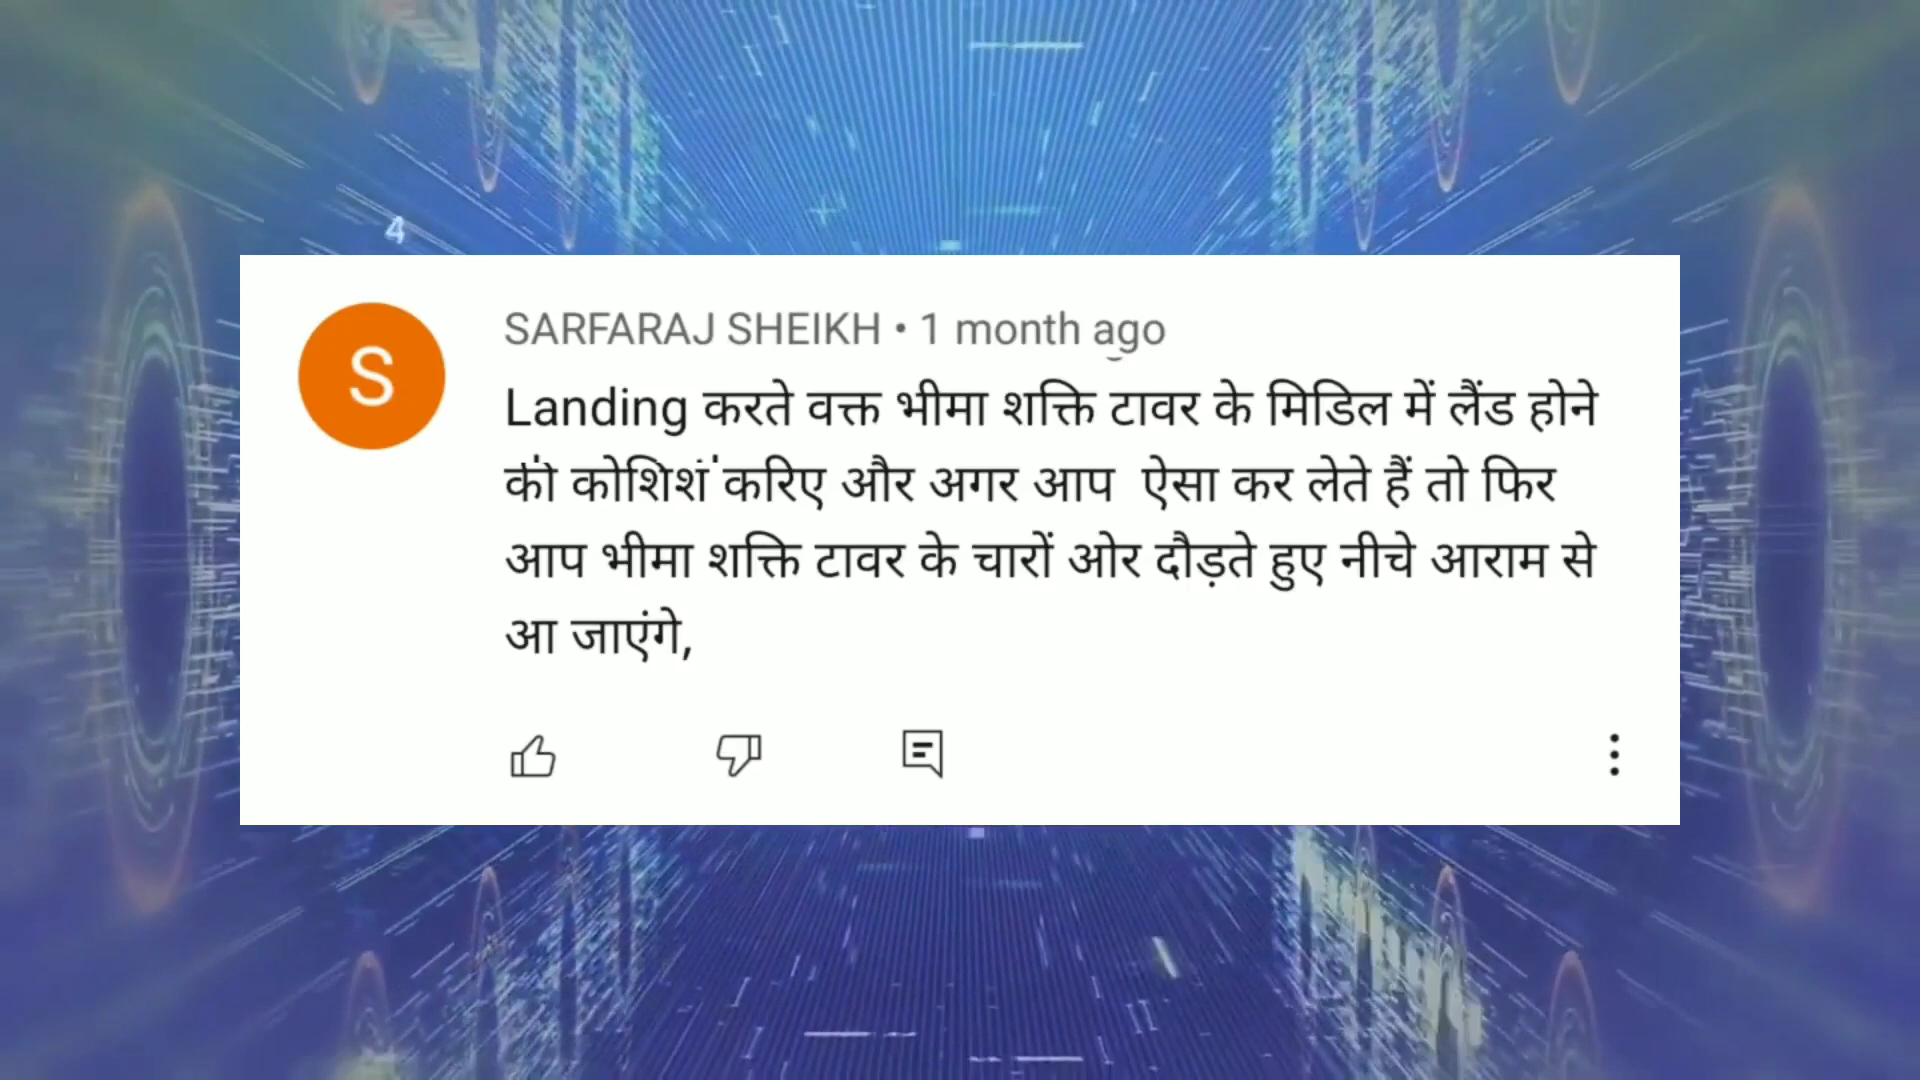 4
SARFARAJ SHEIKH • 1 month ago
S
Landing करते वक्त भीमा शक्ति टावर के मिडिल में लैंड होने
की कोशिश करिए और अगर आप ऐसा कर लेते हैं तो फिर
आप भीमा शक्ति टावर के चारों ओर दौड़ते हुए नीचे आराम से
आ जाएंगे,